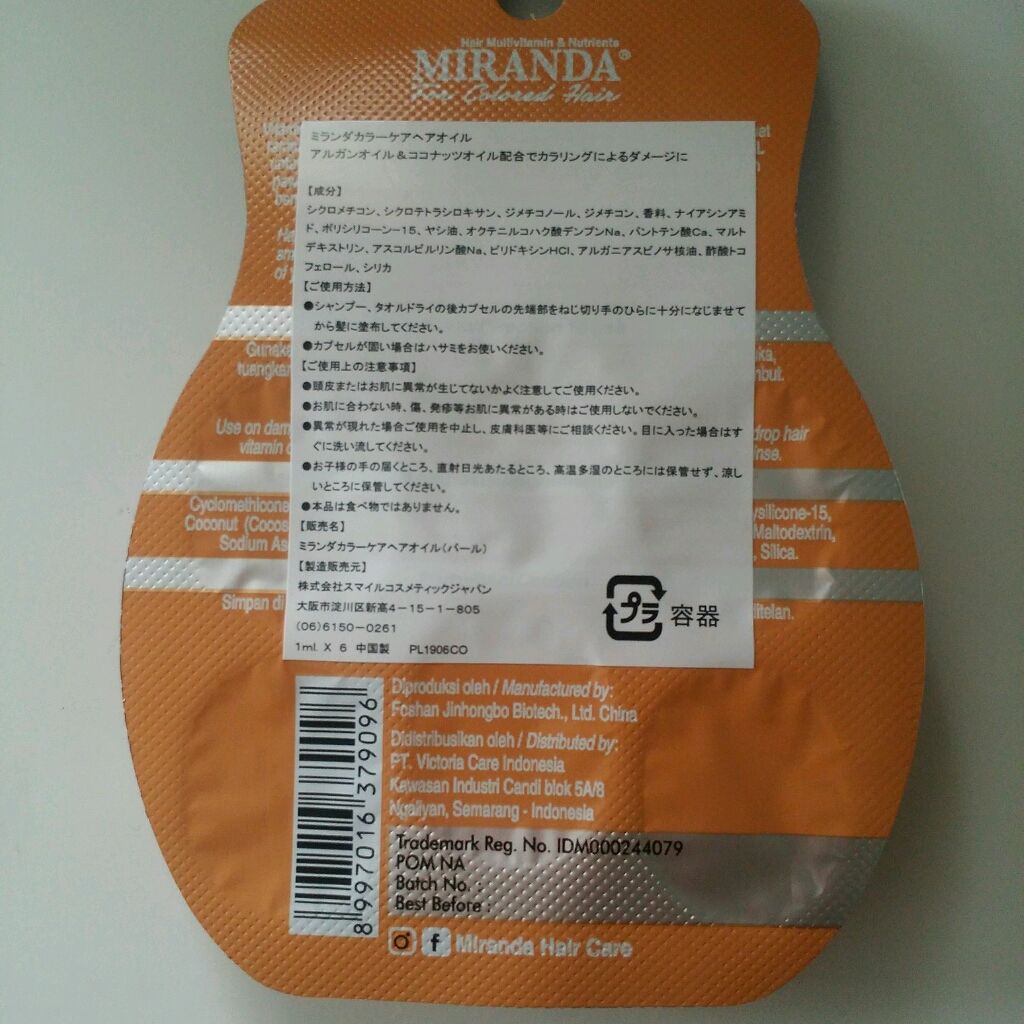 Hair Multivitamin & Nutrients
MIRANDA®
For Colored Hair
ミランダカラーケアヘアオイル
アルガンオイル＆ココナッツオイル配合でカラリングによるダメージに
【成分】
シクロメチコン、シクロテトラシロキサン、ジメチコノール、ジメチコン、香料、ナイアシンアミ
ド、ポリシリコーン-15、ヤシ油、オクテニルコハク酸デンプンNa、パントテン酸Ca、マルト
デキストリン、アスコルビルリン酸Na、ピリドキシンHCI、アルガニアスピノサ核油、酢酸トコ
フェロール、シリカ
【ご使用方法】
●シャンプー、タオルドライの後カプセルの先端部をねじ切り手のひらに十分になじませて
から髪に塗布してください。
●カプセルが固い場合はハサミをお使いください。
【ご使用上の注意事項】
●頭皮またはお肌に異常が生じてないかよく注意してご使用ください。
●お肌に合わない時、傷、発疹等お肌に異常がある時はご使用しないでください。
●異常が現れた場合ご使用を中止し、皮膚科医等にご相談ください。目に入った場合はす
ぐに洗い流してください。
●お子様の手の届くところ、直射日光あたるところ、高温多湿のところには保管せず、涼し
いところに保管してください。
●本品は食べ物ではありません。
【販売名】
ミランダカラーケアヘアオイル（パール）
【製造販売元】
株式会社スマイルコスメティックジャパン
大阪市淀川区新高4－15－1－805
(06)6150-0261
1ml X 6 中国製 PL1906CO
プラ 容器
Use on dam
drop hair
vitamin
Cyclomethicone
ysilicone-15,
Coconut (Cocos
Maltodextrin,
Sodium As
, Silica.
Simpan di
Diproduksi oleh / Manufactured by:
Foshan Jinhongbo Biotech., Ltd. China
Didistribusikan oleh / Distributed by:
PT. Victoria Care Indonesia
Kawasan Industri Candi blok 5A/8
Ngaliyan, Semarang - Indonesia
Trademark Reg. No. IDM000244079
POM NA
Batch No. :
Best Before :
8997016379096
Miranda Hair Care